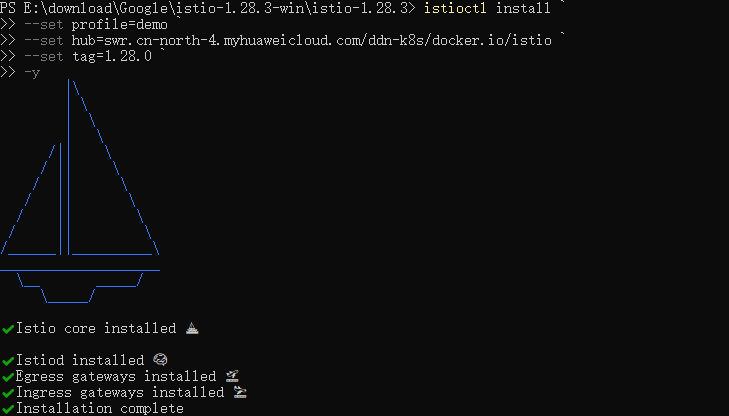 PS E:\download\Google\istio-1.28.3-win\istio-1.28.3> istioctl install `
>> --set profile=demo `
>> --set hub=swr.cn-north-4.myhuaweicloud.com/ddn-k8s/docker.io/istio `
>> --set tag=1.28.0 `
>> -y
✔Istio core installed ⛵
✔Istiod installed 🧠
✔Egress gateways installed 🛫
✔Ingress gateways installed 🛬
✔Installation complete